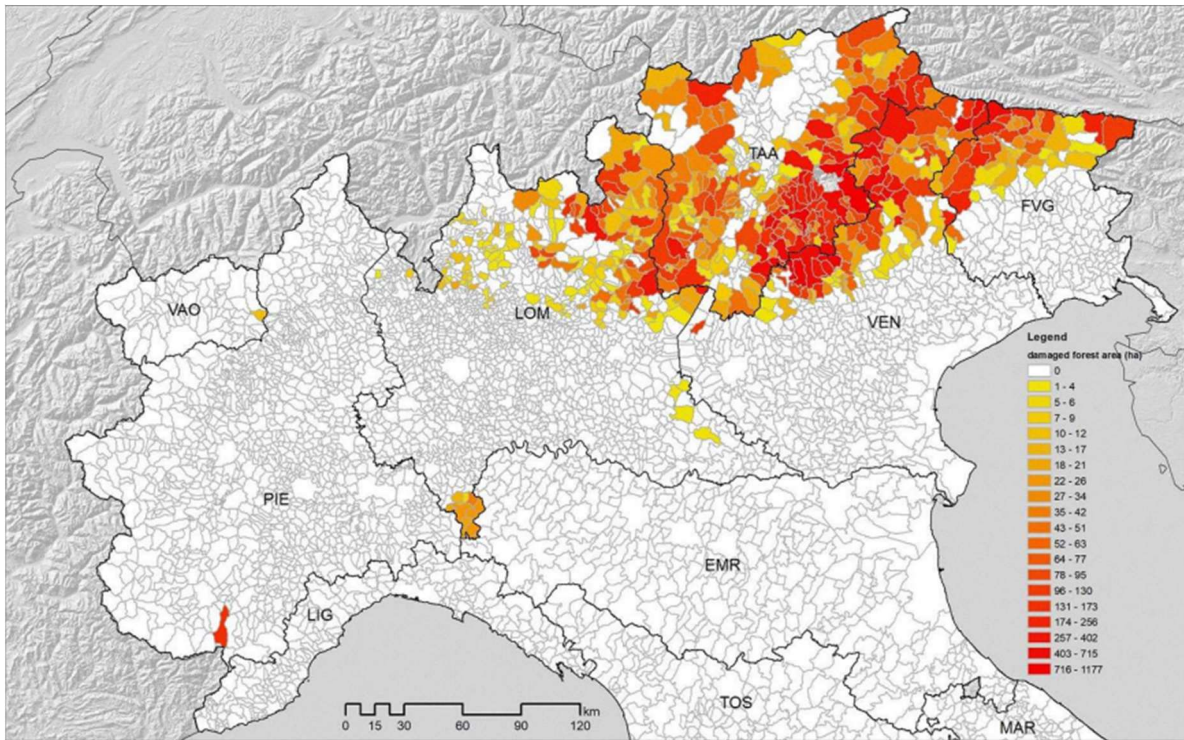 TAA
FVG
VAO
LOM
VEN
PIE
EMR
LIG
TOS
MAR
Legend
damaged forest area (ha)
0
1 - 4
5 - 6
7 - 9
10 - 12
13 - 17
18 - 21
22 - 26
27 - 34
35 - 42
43 - 51
52 - 63
64 - 77
78 - 95
96 - 130
131 - 173
174 - 256
257 - 402
403 - 715
716 - 1177
km
0 15 30 60 90 120